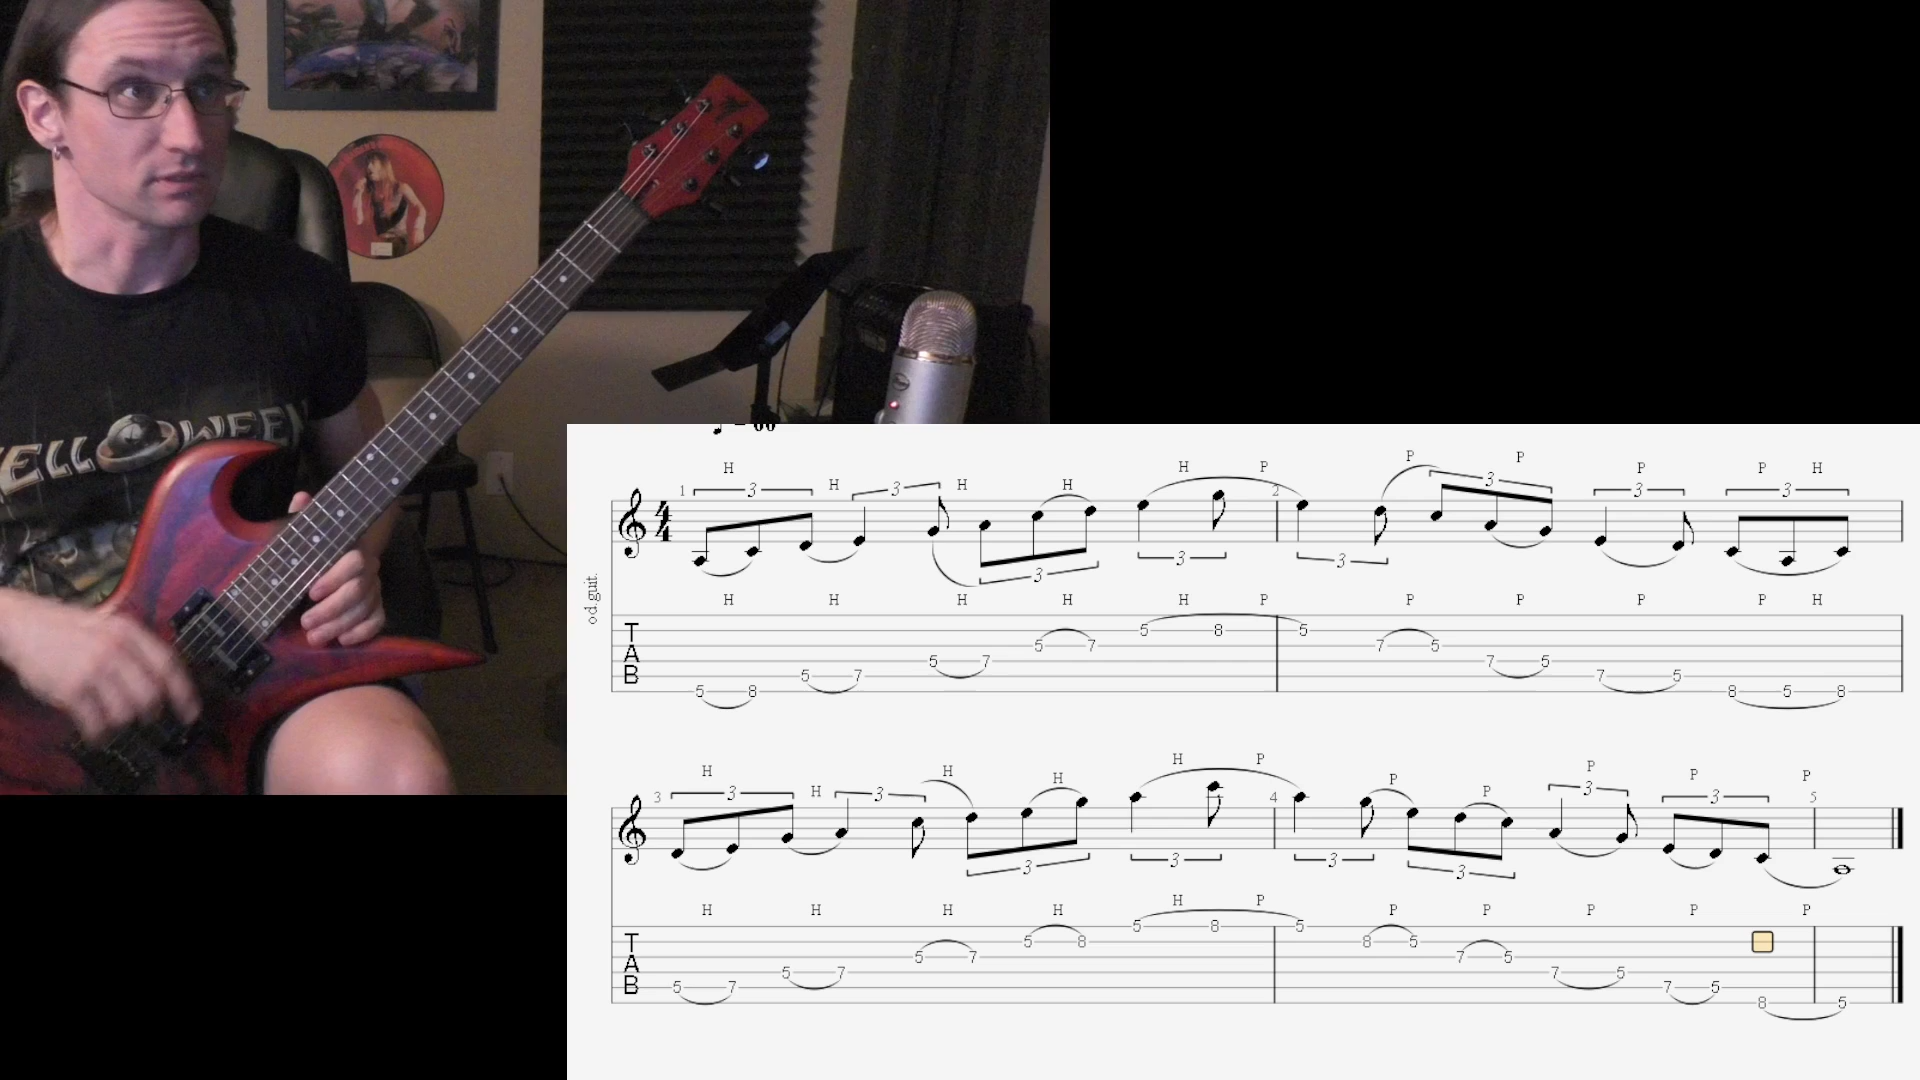 HELLOWEEN
H H H H H P P P P P H
1 3 3 3 3 2 3 3 3 3
4
4
od.guit.
H H H H H P P P P P H
T
A
B
5 8 5 7 5 7 5 7 5 8 5 7 5 7 5 7 5 8 5 8
H H H H H P P P P P P
3 3 3 3 3 4 3 3 3 3 5
H H H H H P P P P P P
T
A
B
5 7 5 7 5 7 5 8 5 8 5 8 5 7 5 7 5 7 5 8 5